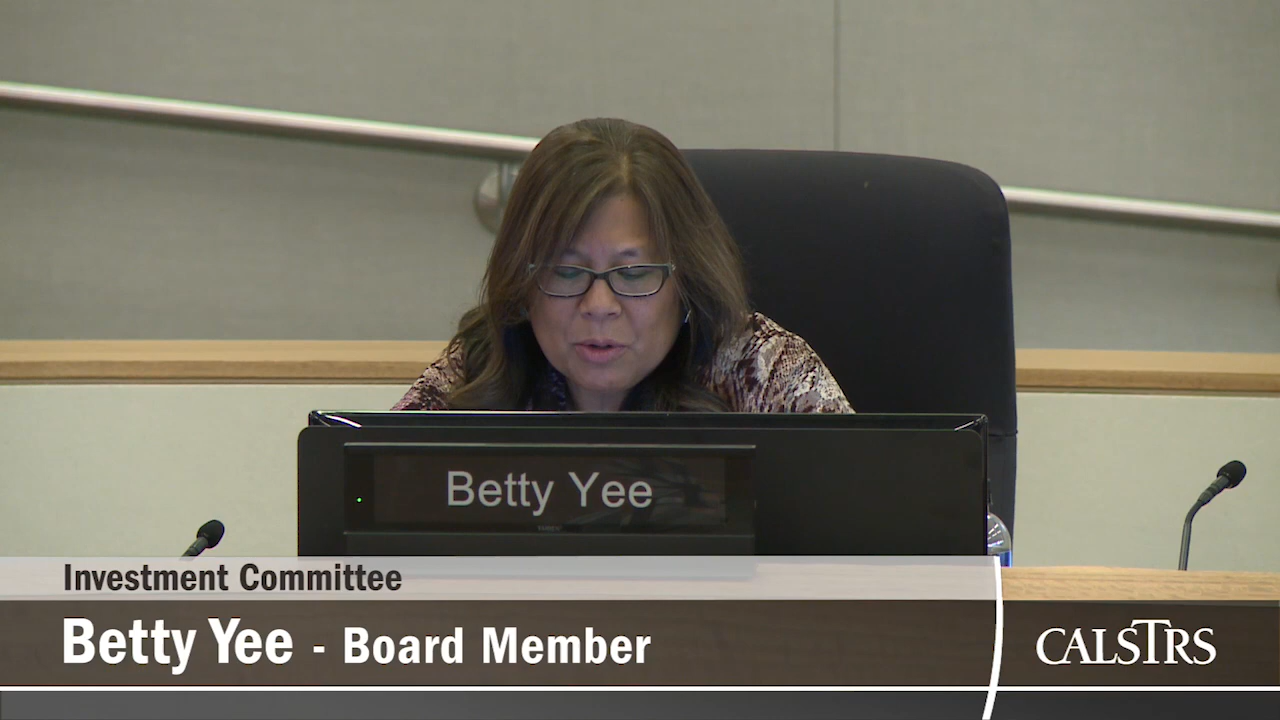 Betty Yee
Investment Committee
Betty Yee - Board Member
CALSTRS